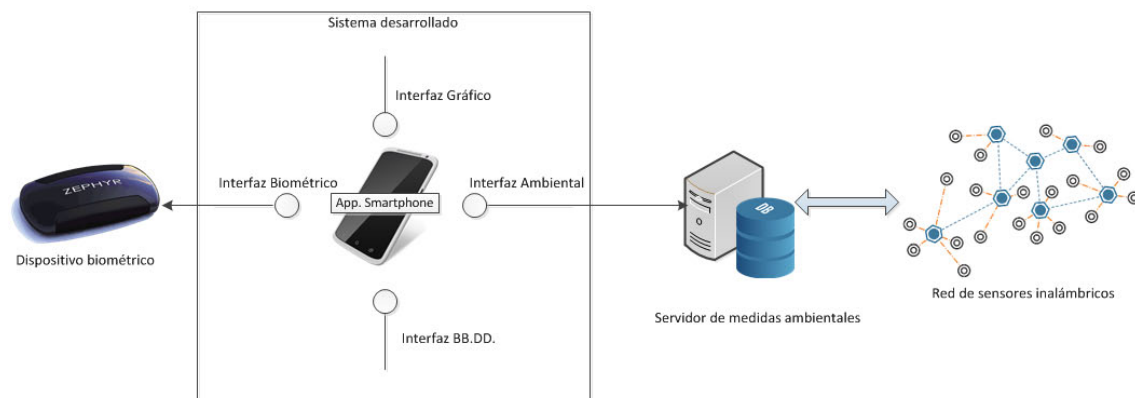 Sistema desarrollado
Interfaz Gráfico
ZEPHYR
Interfaz Biométrico
App. Smartphone
Interfaz Ambiental
DB
Dispositivo biométrico
Servidor de medidas ambientales
Red de sensores inalámbricos
Interfaz BB.DD.